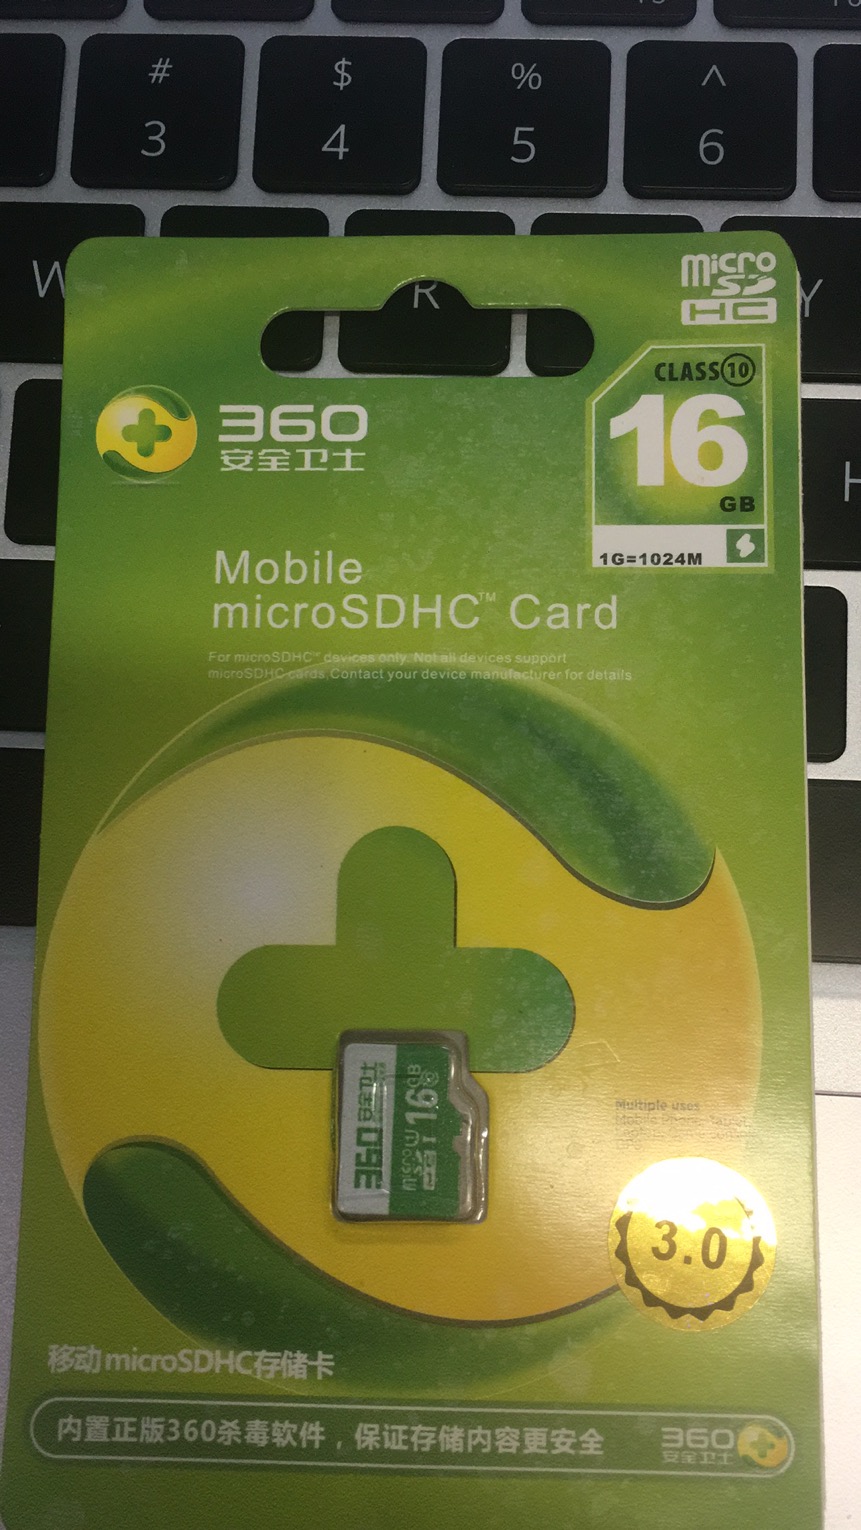 # $ % ^
3 4 5 6
W R Y
H
micro
SD
HC
CLASS10
16
GB
1G=1024M
360
安全卫士
Mobile
microSDHC™ Card
For microSDHC™ devices only. Not all devices support
microSDHC cards.Contact your device manufacturer for details
360安全卫士
16GB
micro SD HC I
Multiple uses
Mobile Phone
3.0
移动microSDHC存储卡
内置正版360杀毒软件，保证存储内容更安全
360
安全卫士